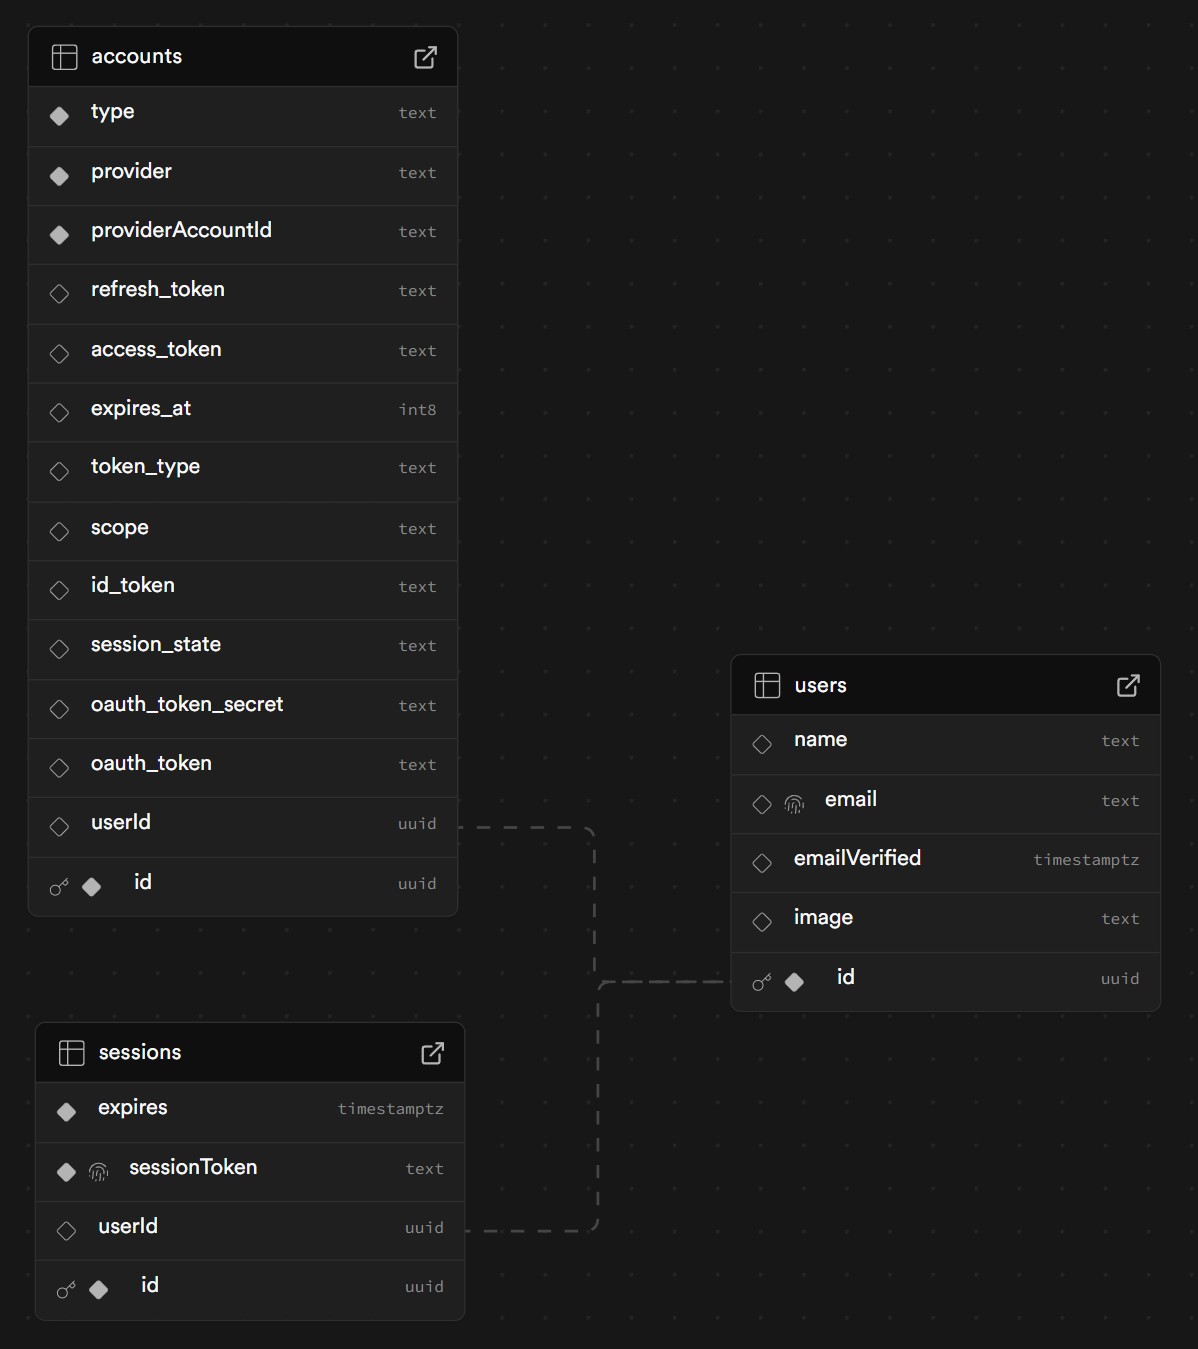 accounts
type text
provider text
providerAccountId text
refresh_token text
access_token text
expires_at int8
token_type text
scope text
id_token text
session_state text
oauth_token_secret text
oauth_token text
userId uuid
id uuid
users
name text
email text
emailVerified timestamptz
image text
id uuid
sessions
expires timestamptz
sessionToken text
userId uuid
id uuid